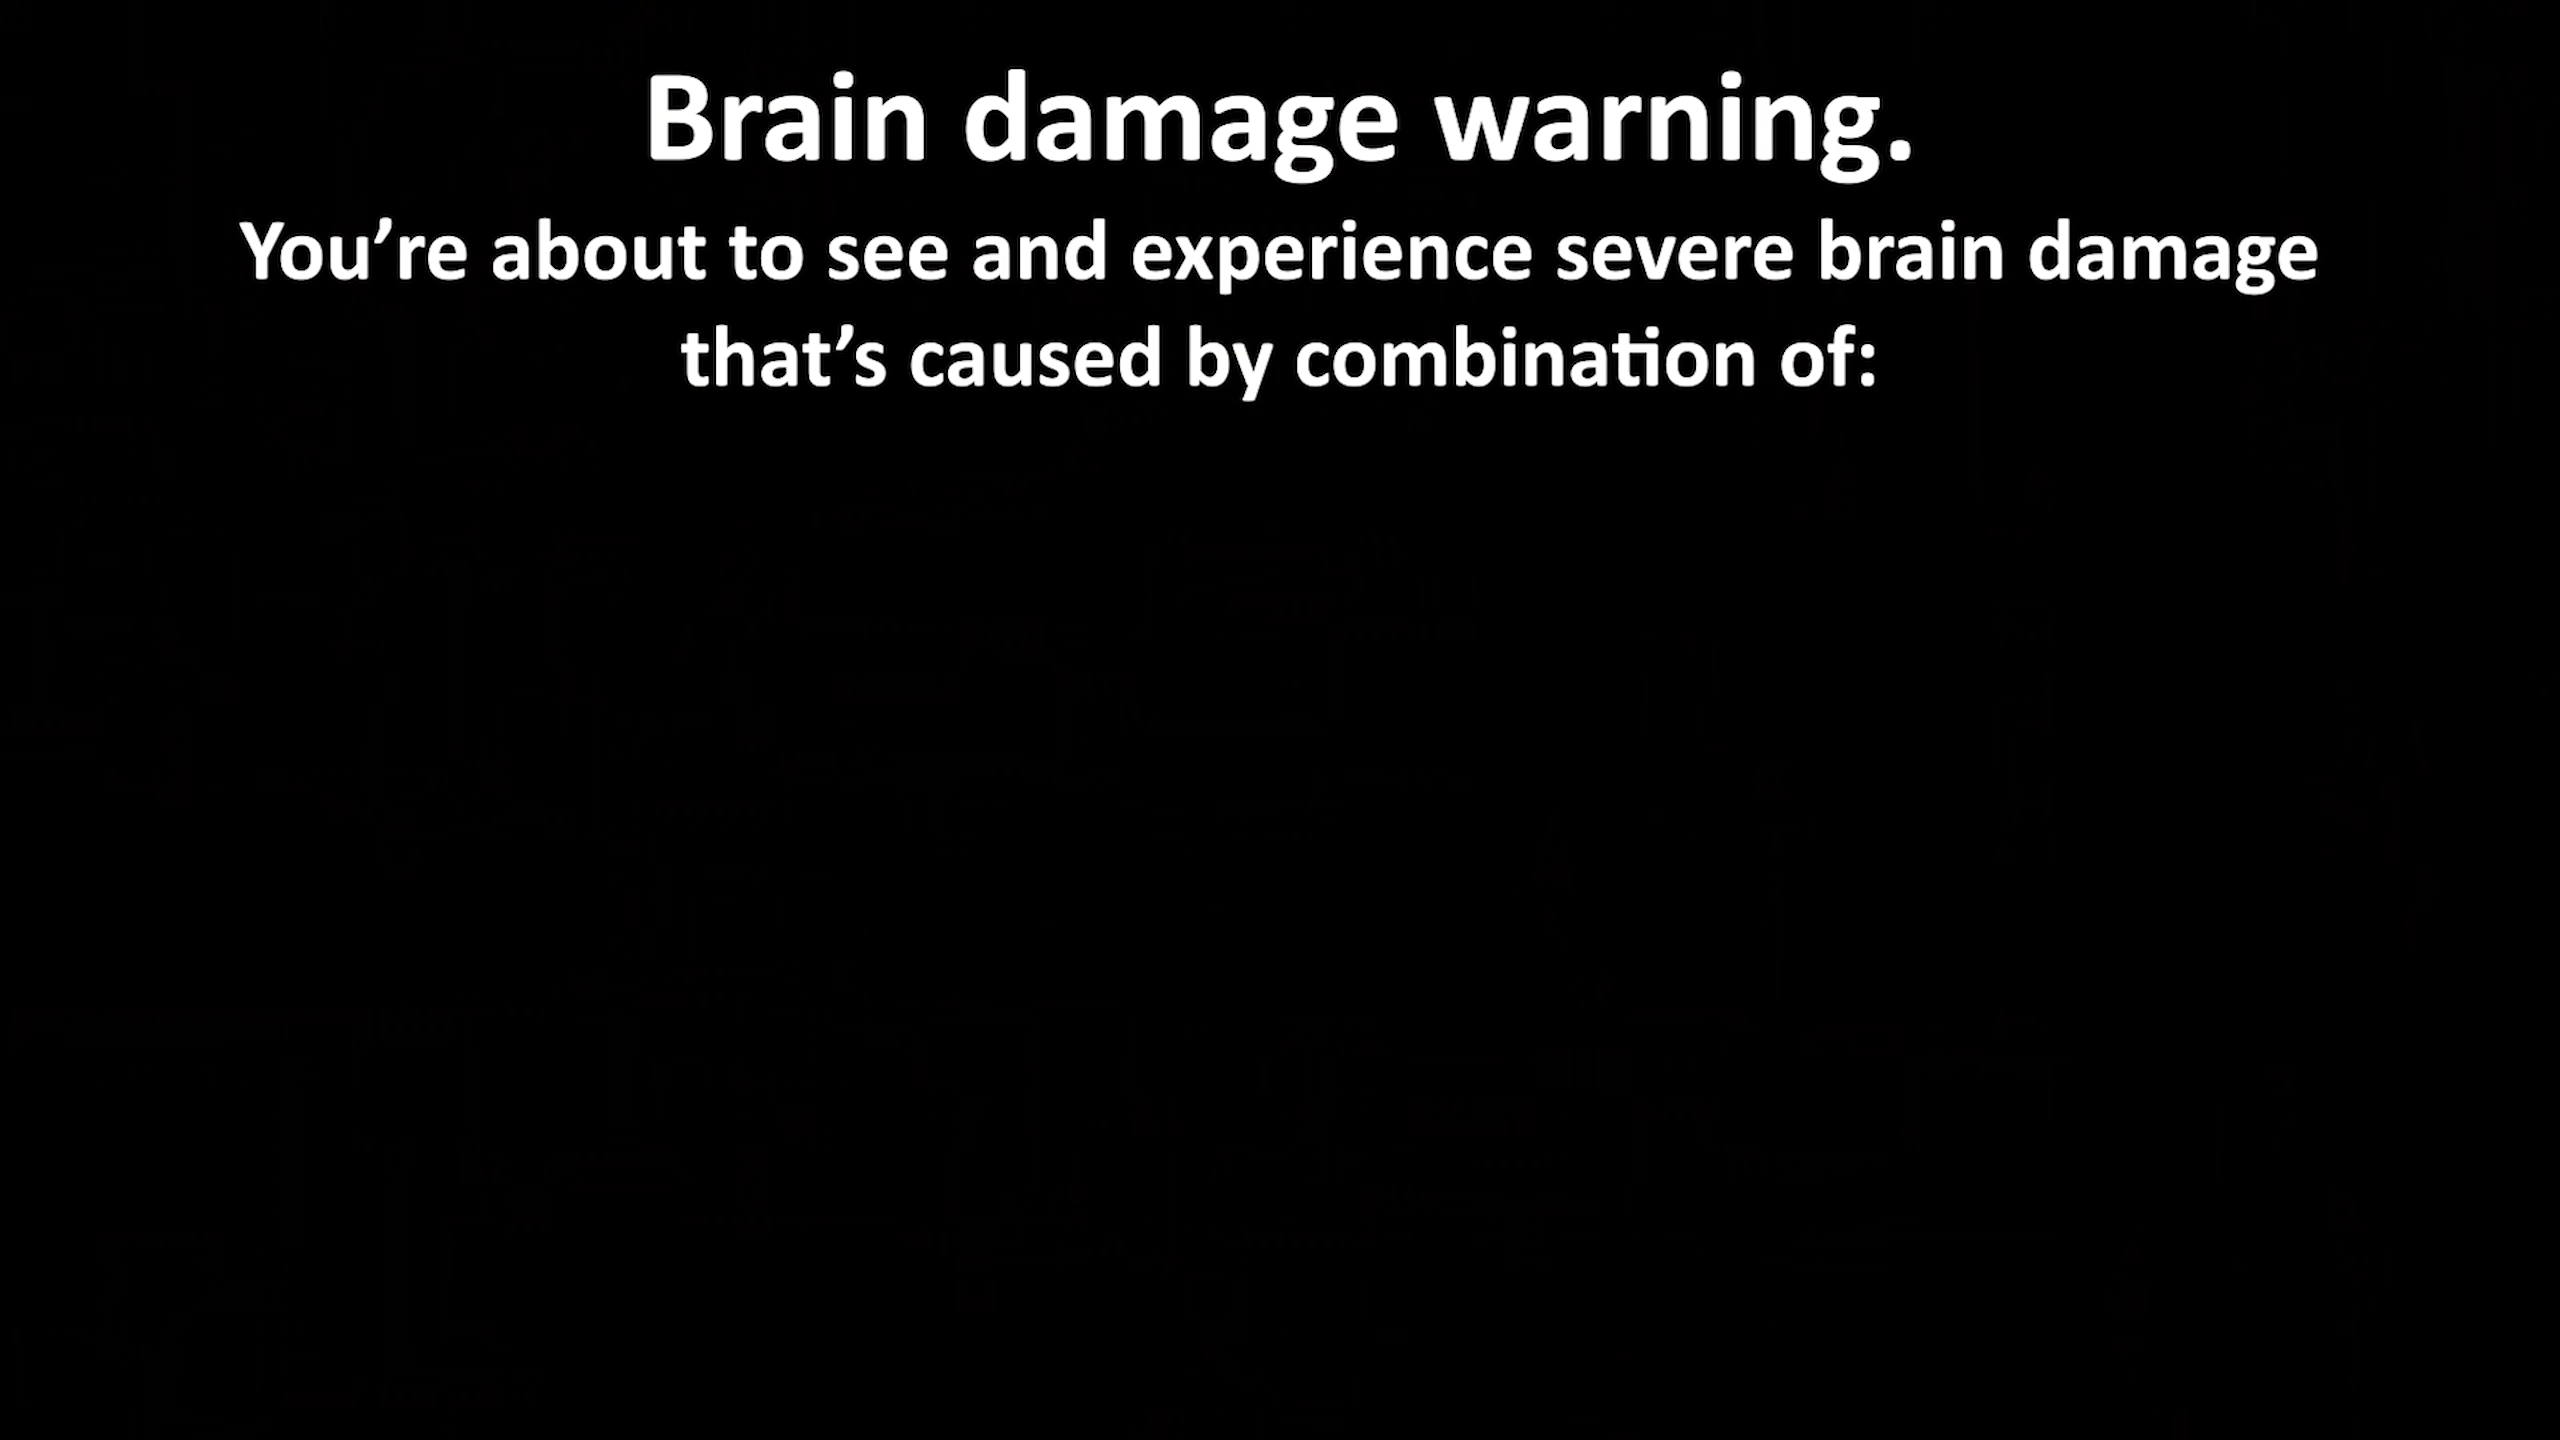 Brain damage warning.
You’re about to see and experience severe brain damage
that’s caused by combination of: